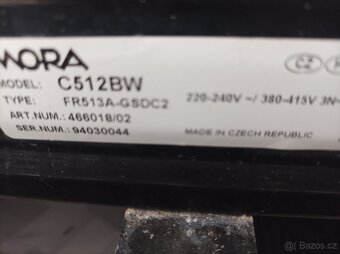 MORA
MODEL: C512BW
TYPE: FR513A-GSDC2
220-240V ~/ 380-415V 3N~
ART.NUM.: 466018/02
SER.NUM.: 94030044
MADE IN CZECH REPUBLIC
CZ
Bazos.cz